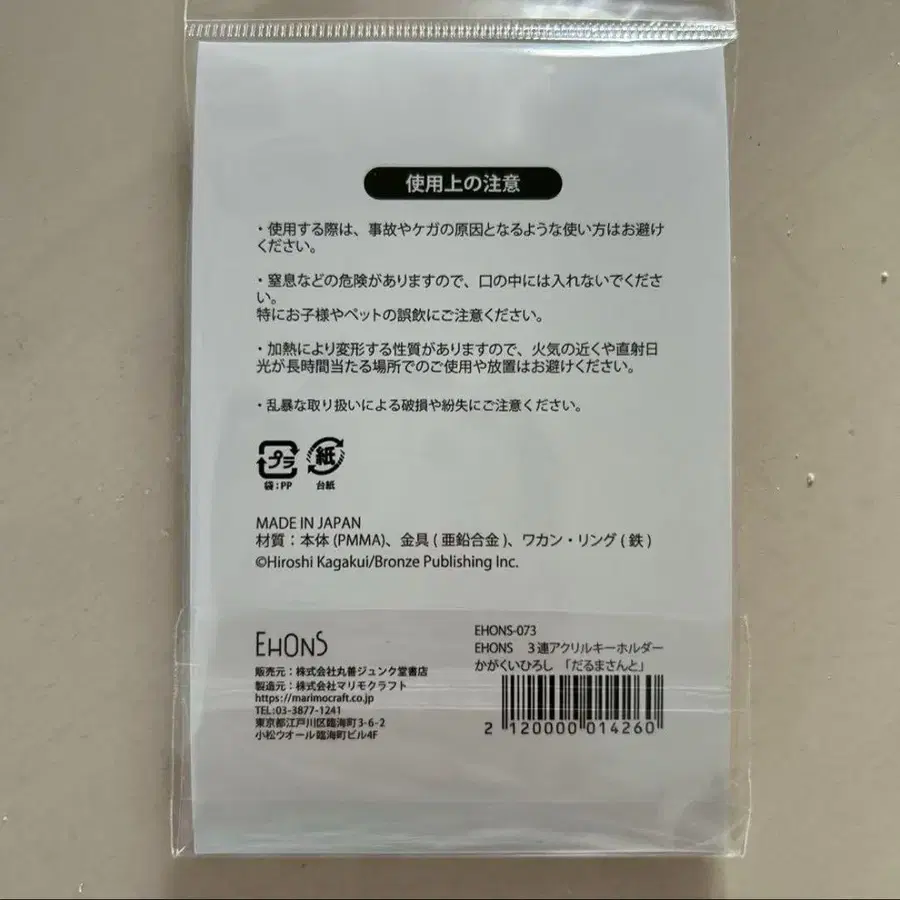 使用上の注意
・使用する際は、事故やケガの原因となるような使い方はお避け
ください。
・窒息などの危険がありますので、口の中には入れないでくださ
い。
特にお子様やペットの誤飲にご注意ください。
・加熱により変形する性質がありますので、火気の近くや直射日
光が長時間当たる場所でのご使用や放置はお避けください。
・乱暴な取り扱いによる破損や紛失にご注意ください。
プラ 紙
袋:PP 台紙
MADE IN JAPAN
材質：本体 (PMMA)、金具 ( 亜鉛合金 )、ワカン・リング ( 鉄 )
©Hiroshi Kagakui/Bronze Publishing Inc.
EHONS
販売元：株式会社丸善ジュンク堂書店
製造元：株式会社マリモクラフト
https://marimocraft.co.jp
TEL:03-3877-1241
東京都江戸川区臨海町3-6-2
小松ウオール臨海町ビル4F
EHONS-073
EHONS　3連アクリルキーホルダー
かがくいひろし　「だるまさんと」
2 120000 014260